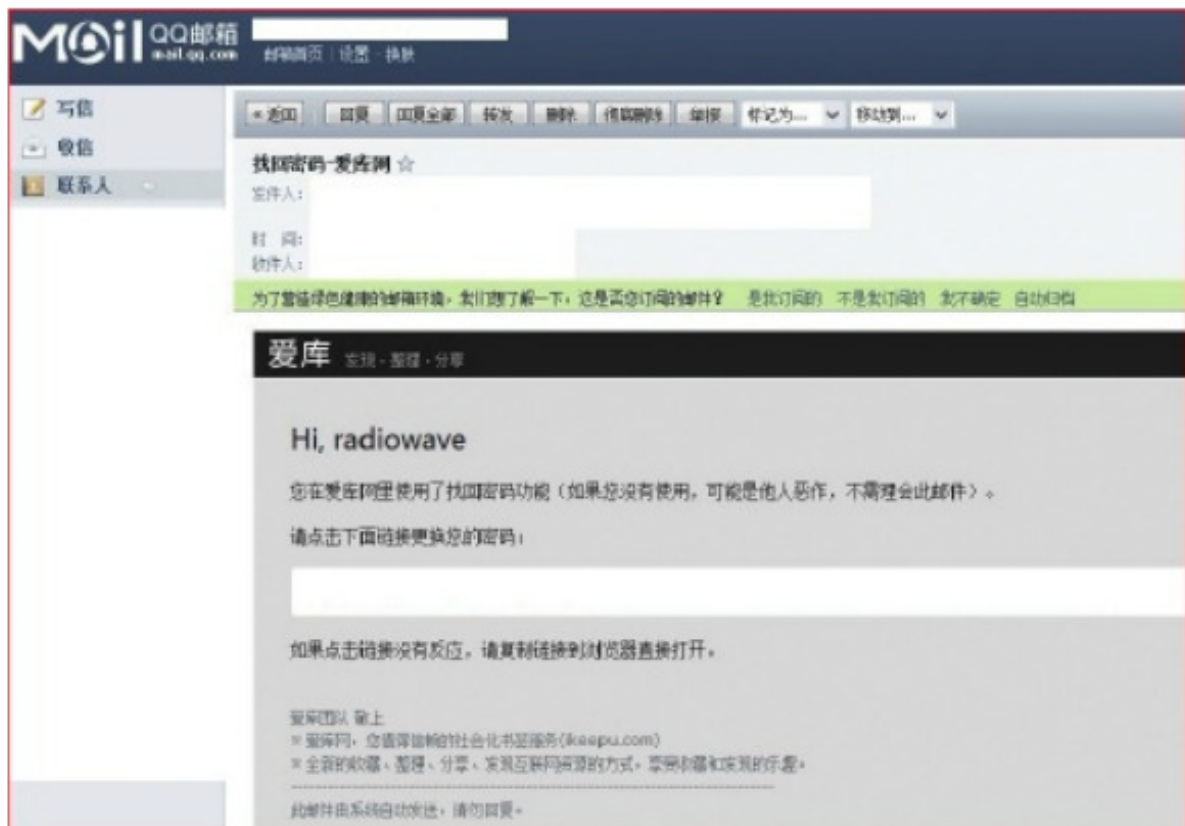 MOil QQ邮箱
mail.qq.com
邮箱首页 | 设置 - 换肤
写信
收信
联系人
« 返回 回复 回复全部 转发 删除 彻底删除 举报 标记为... 移动到...
找回密码-爱库网 ☆
发件人:
时 间:
收件人:
为了营造绿色健康的邮箱环境，我们想了解一下，这是否您订阅的邮件？ 是我订阅的 不是我订阅的 我不确定 自动归档
爱库 发现 - 整理 - 分享
Hi, radiowave
您在爱库网里使用了找回密码功能（如果您没有使用，可能是他人恶作，不需理会此邮件）。
请点击下面链接更换您的密码：
如果点击链接没有反应，请复制链接到浏览器直接打开。
爱库团队 敬上
※ 爱库网，您值得信赖的社会化书签服务(ikeepu.com)
※ 全新的收藏、整理、分享、发现互联网资源的方式，享受收藏和发现的乐趣。
此邮件由系统自动发送，请勿回复。